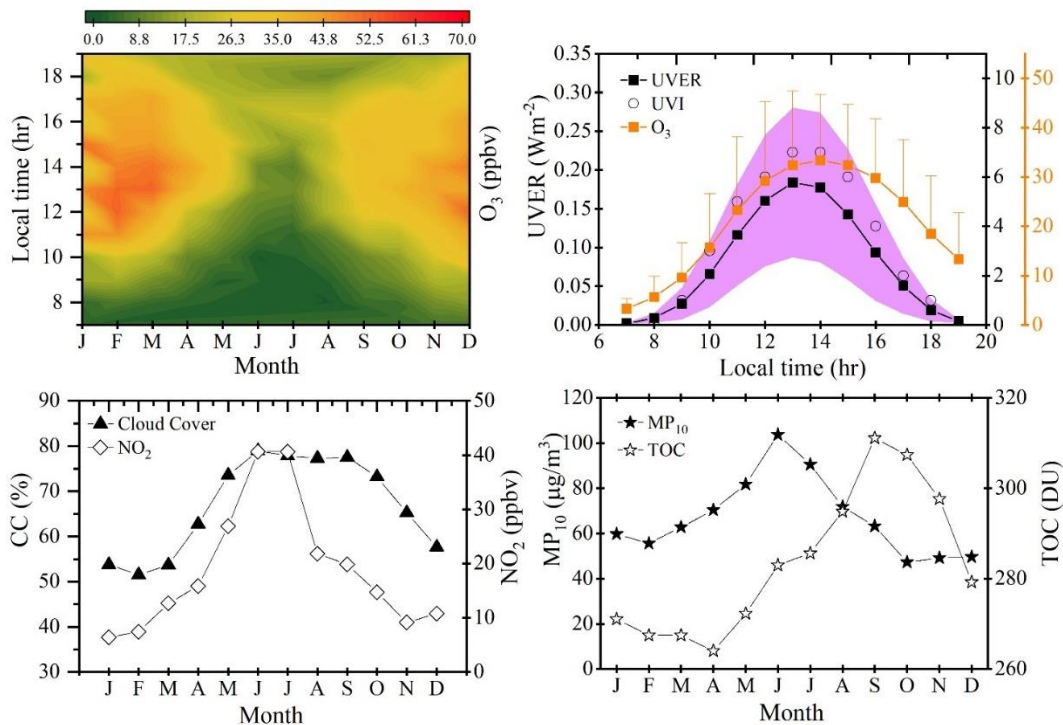 0.0 8.8 17.5 26.3 35.0 43.8 52.5 61.3 70.0
18
16
14
12
10
8
Local time (hr)
O3 (ppbv)
J F M A M J J A S O N D
Month
0.35
0.30
0.25
0.20
0.15
0.10
0.05
0.00
UVER (Wm-2)
UVER
UVI
O3
10
8
6
4
2
0
50
40
30
20
10
0
6 8 10 12 14 16 18 20
Local time (hr)
90
80
70
60
50
40
30
CC (%)
Cloud Cover
NO2
50
40
30
20
10
0
NO2 (ppbv)
J F M A M J J A S O N D
Month
120
100
80
60
40
20
0
MP10 (μg/m3)
MP10
TOC
320
300
280
260
TOC (DU)
J F M A M J J A S O N D
Month